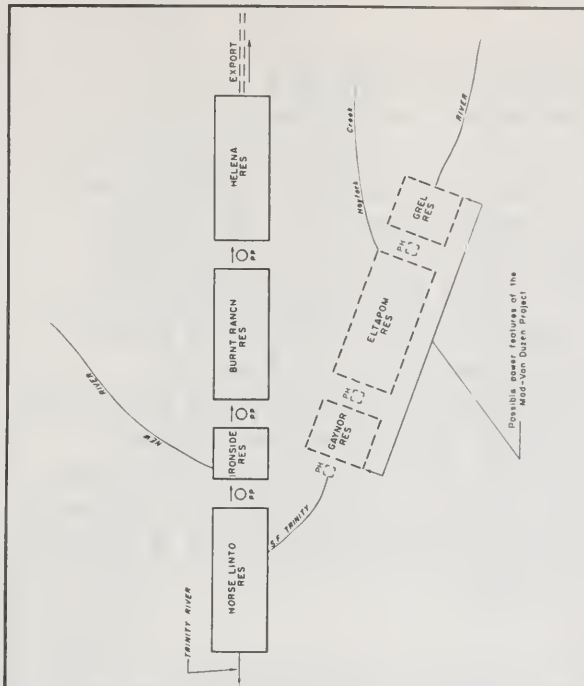 TRINITY RIVER
HORSE LINTO
RES
PP
IRONSIDE
RES
PP
BURNT RANCH
RES
PP
HELENA
RES
EXPORT
NEW RIVER
S.F. TRINITY
PH
GAYNOR
RES
PH
ELTAPOM
RES
PH
GREL
RES
Hayfork Creek
RIVER
Possible power features of the
Mad-Van Duzen Project